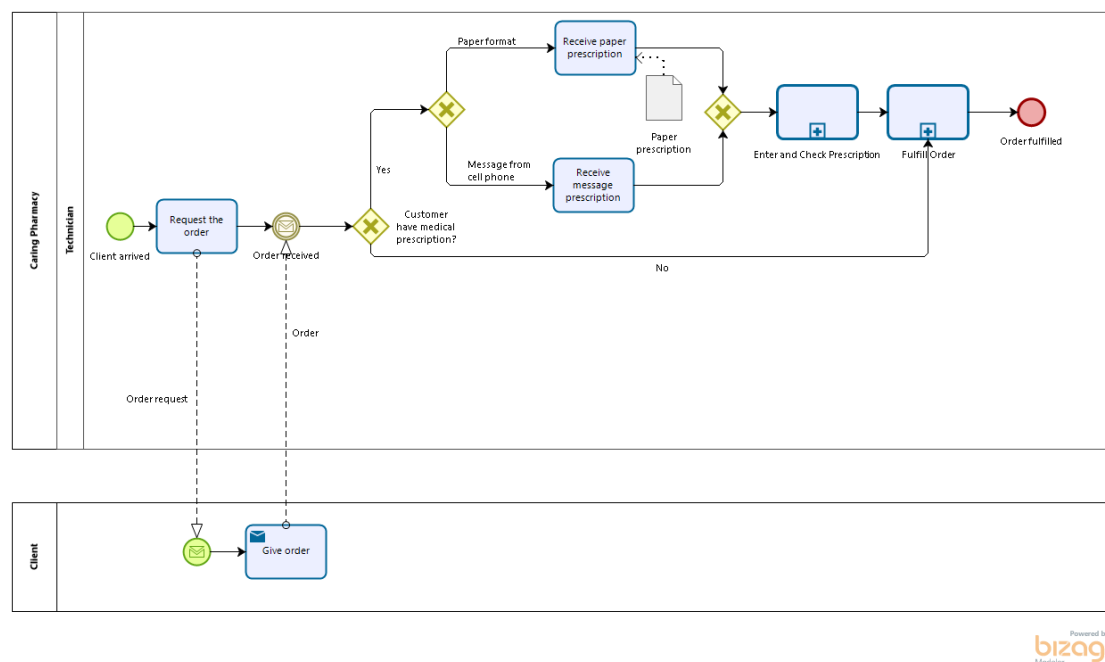 Caring Pharmacy
Technician
Client arrived
Request the
order
Order received
Customer
have medical
prescription?
Yes
No
Paper format
Message from
cell phone
Receive paper
prescription
Paper
prescription
Receive
message
prescription
Enter and Check Prescription
Fulfill Order
Order fulfilled
Order request
Order
Client
Give order
Powered by
bizagi
Modeler